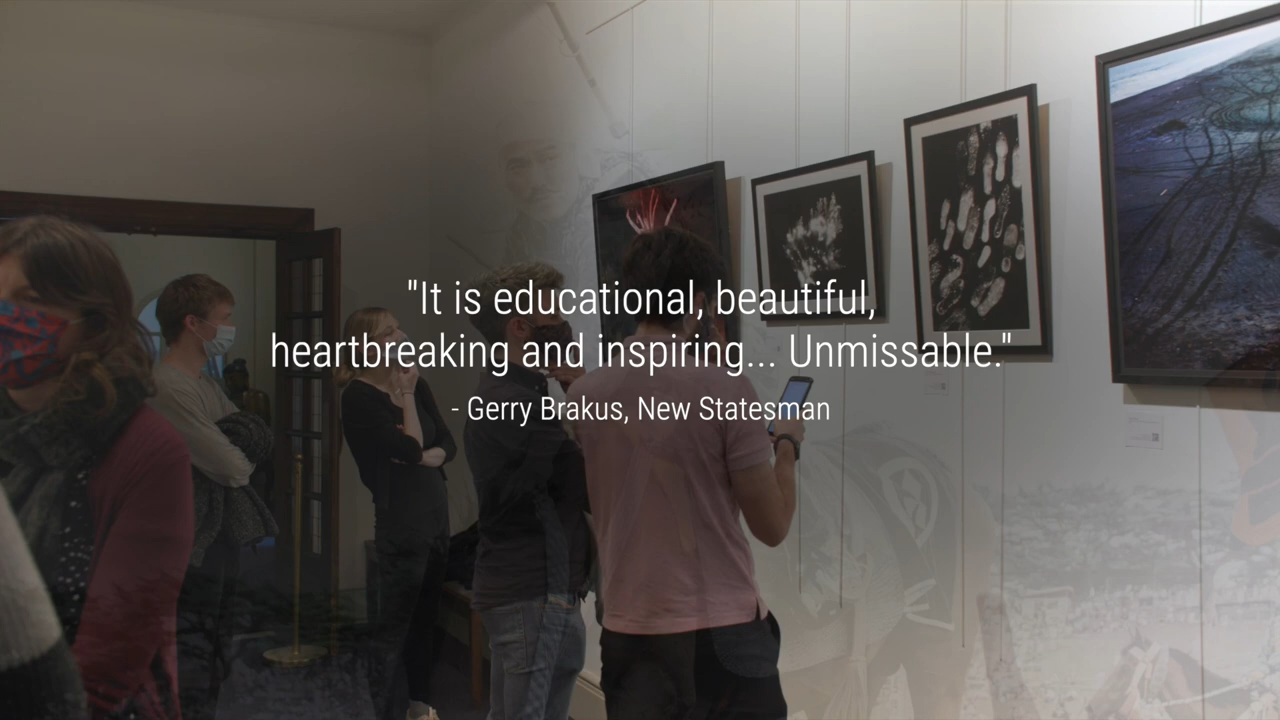 "It is educational, beautiful,
heartbreaking and inspiring... Unmissable."
- Gerry Brakus, New Statesman